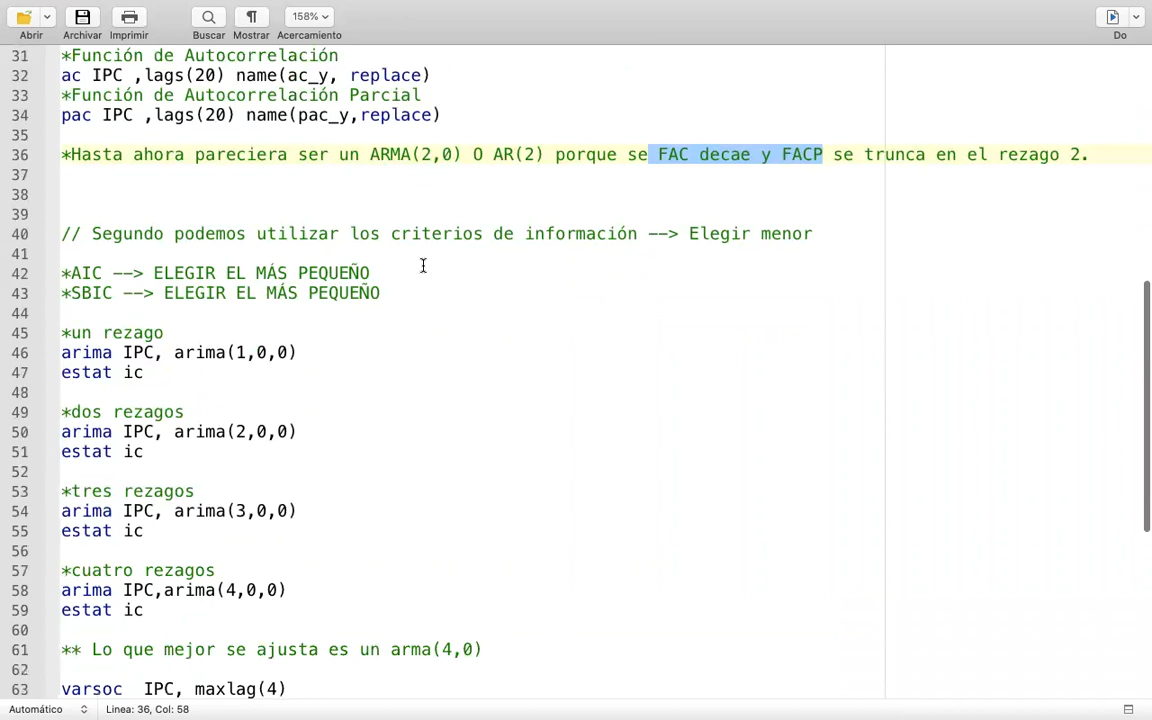 Abrir
Archivar
Imprimir
Buscar
Mostrar
158%
Acercamiento
Do
31 *Función de Autocorrelación
32 ac IPC ,lags(20) name(ac_y, replace)
33 *Función de Autocorrelación Parcial
34 pac IPC ,lags(20) name(pac_y,replace)
35
36 *Hasta ahora pareciera ser un ARMA(2,0) O AR(2) porque se FAC decae y FACP se trunca en el rezago 2.
37
38
39
40 // Segundo podemos utilizar los criterios de información --> Elegir menor
41
42 *AIC --> ELEGIR EL MÁS PEQUEÑO
43 *SBIC --> ELEGIR EL MÁS PEQUEÑO
44
45 *un rezago
46 arima IPC, arima(1,0,0)
47 estat ic
48
49 *dos rezagos
50 arima IPC, arima(2,0,0)
51 estat ic
52
53 *tres rezagos
54 arima IPC, arima(3,0,0)
55 estat ic
56
57 *cuatro rezagos
58 arima IPC,arima(4,0,0)
59 estat ic
60
61 ** Lo que mejor se ajusta es un arma(4,0)
62
63 varsoc  IPC, maxlag(4)
Automático
Línea: 36, Col: 58